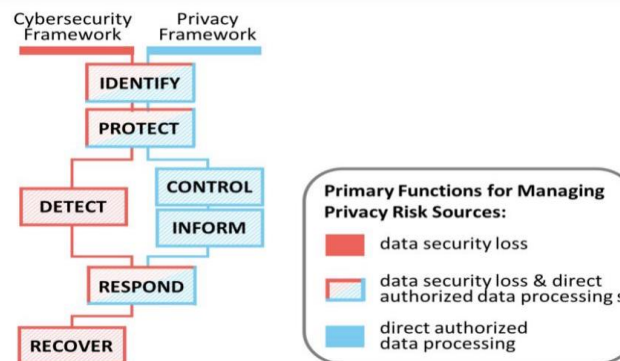 Cybersecurity
Framework
Privacy
Framework
IDENTIFY
PROTECT
DETECT
CONTROL
INFORM
RESPOND
RECOVER
Primary Functions for Managing
Privacy Risk Sources:
data security loss
data security loss & direct
authorized data processing s
direct authorized
data processing